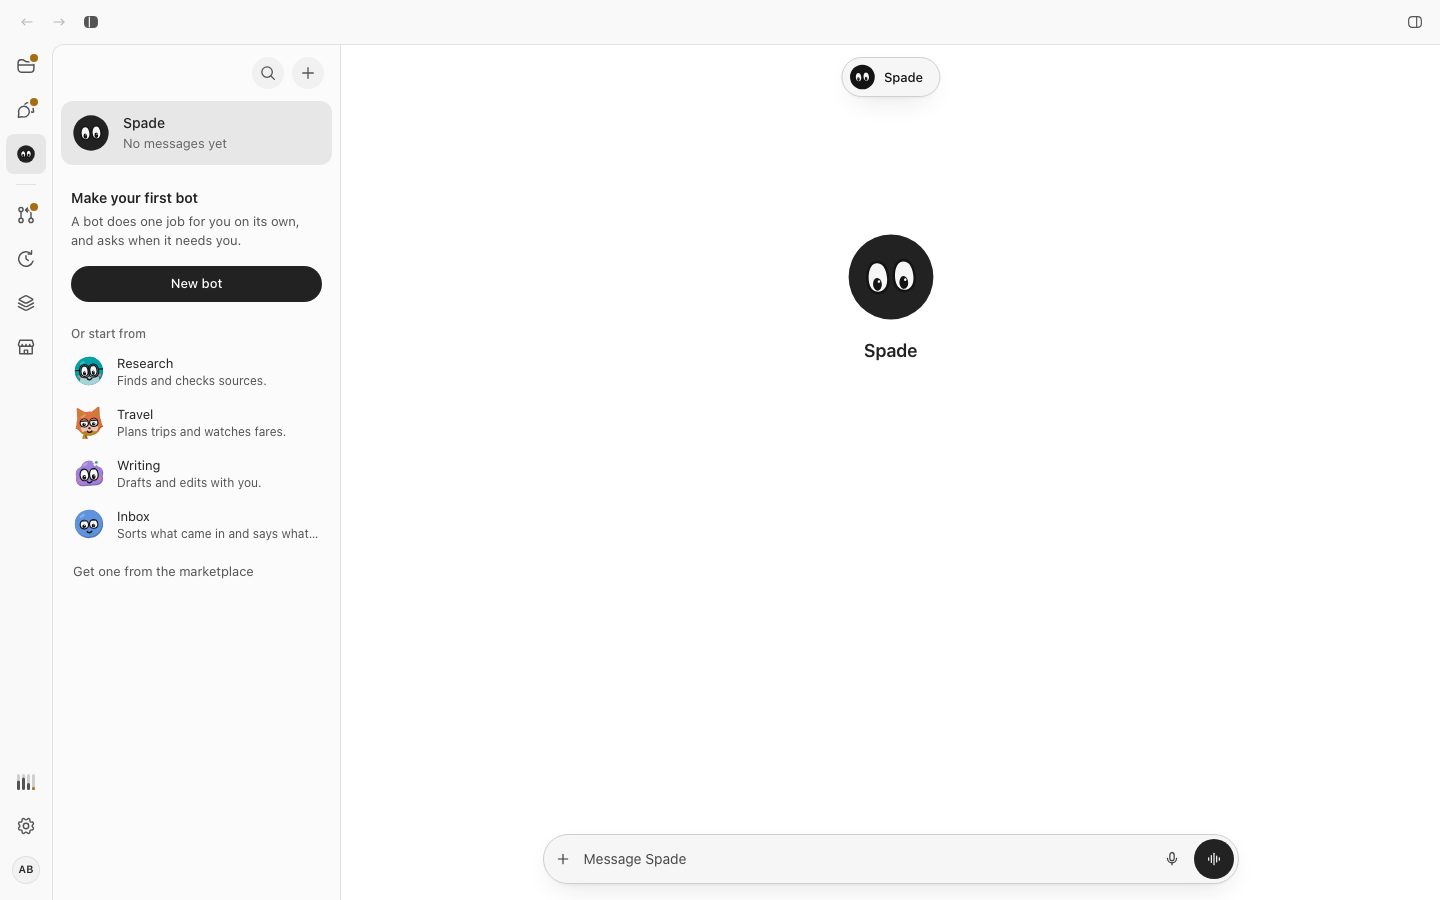 Spade
No messages yet
Make your first bot
A bot does one job for you on its own,
and asks when it needs you.
New bot
Or start from
Research
Finds and checks sources.
Travel
Plans trips and watches fares.
Writing
Drafts and edits with you.
Inbox
Sorts what came in and says what...
Get one from the marketplace
AB
Spade
Spade
Message Spade